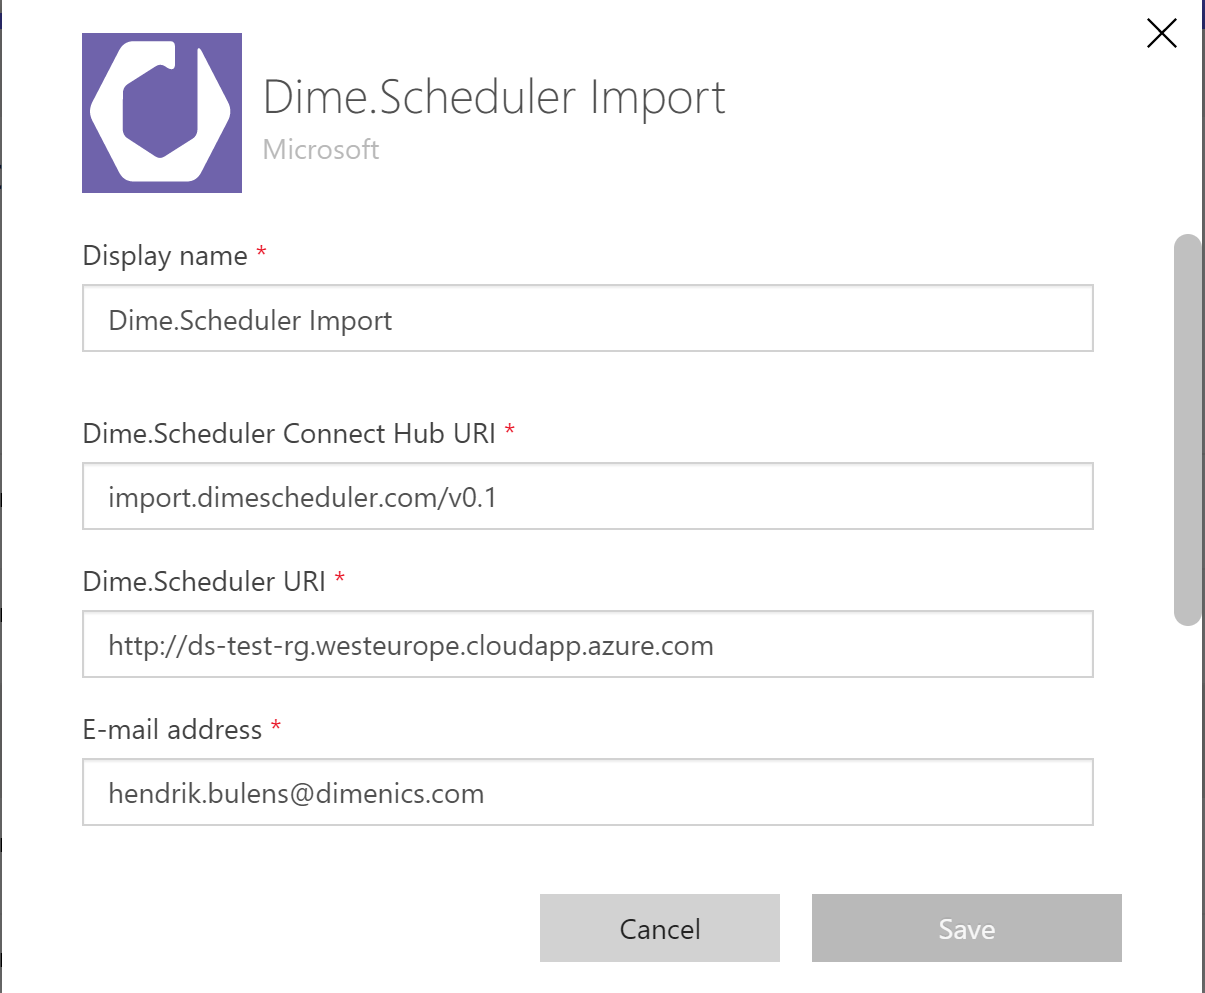 Dime.Scheduler Import
Microsoft
Display name *
Dime.Scheduler Import
Dime.Scheduler Connect Hub URI *
import.dimescheduler.com/v0.1
Dime.Scheduler URI *
http://ds-test-rg.westeurope.cloudapp.azure.com
E-mail address *
hendrik.bulens@dimenics.com
Cancel
Save